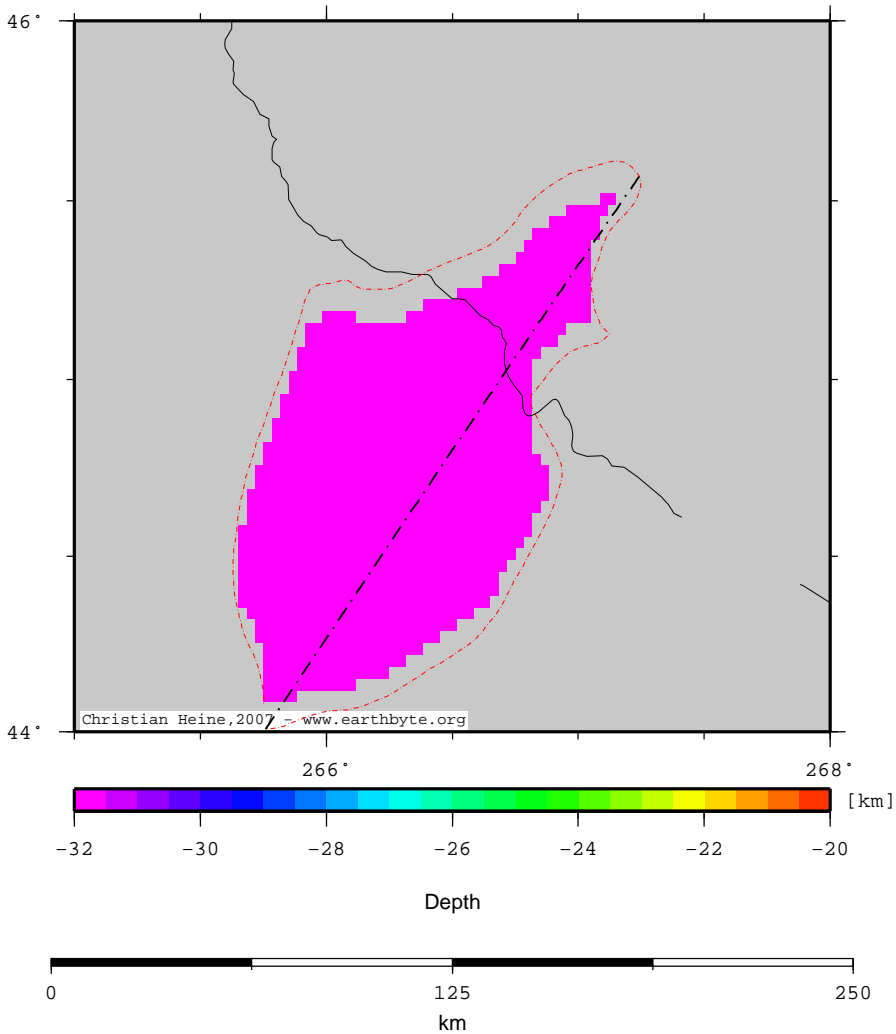 46°
44°
Christian Heine,2007 - www.earthbyte.org
266° 268°
[km]
-32 -30 -28 -26 -24 -22 -20
Depth
0 125 250
km